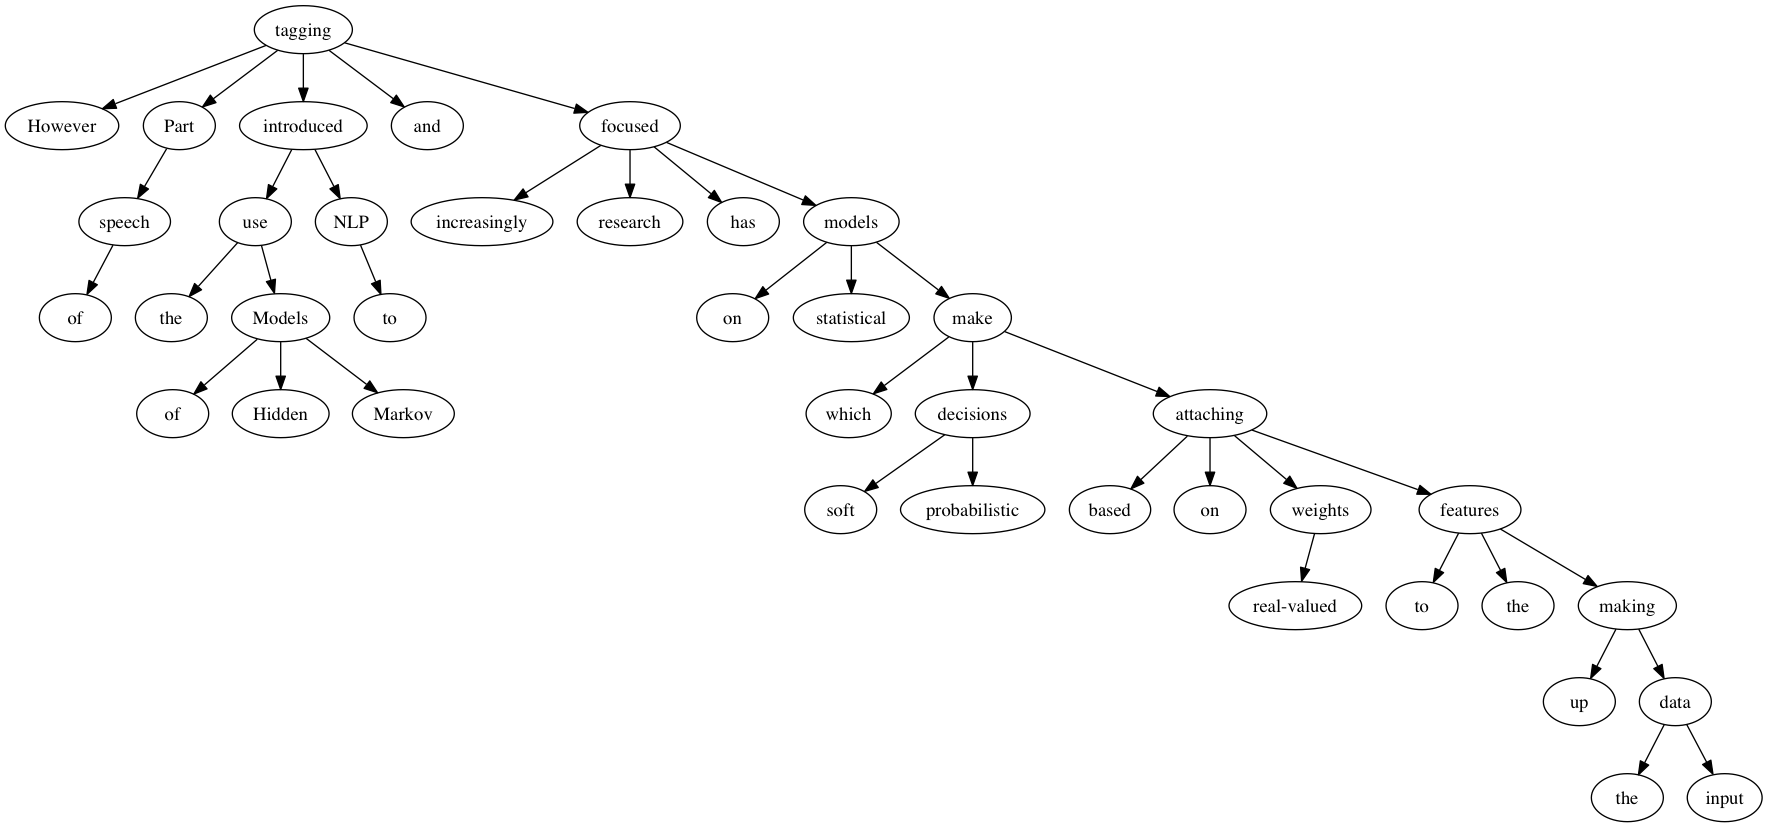 tagging
However Part introduced and focused
speech use NLP increasingly research has models
of the Models to on statistical make
of Hidden Markov which decisions attaching
soft probabilistic based on weights features
real-valued to the making
up data
the input